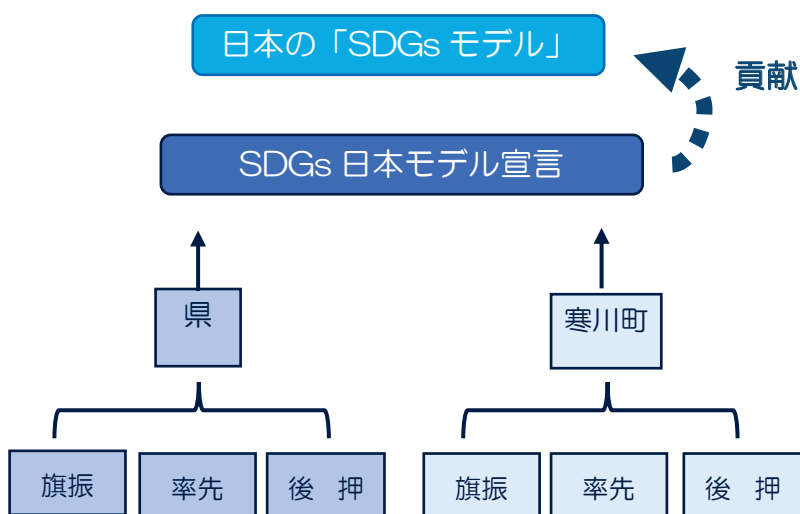 日本の「SDGs モデル」
貢献
SDGs 日本モデル宣言
県
寒川町
旗振
率先
後　押
旗振
率先
後　押